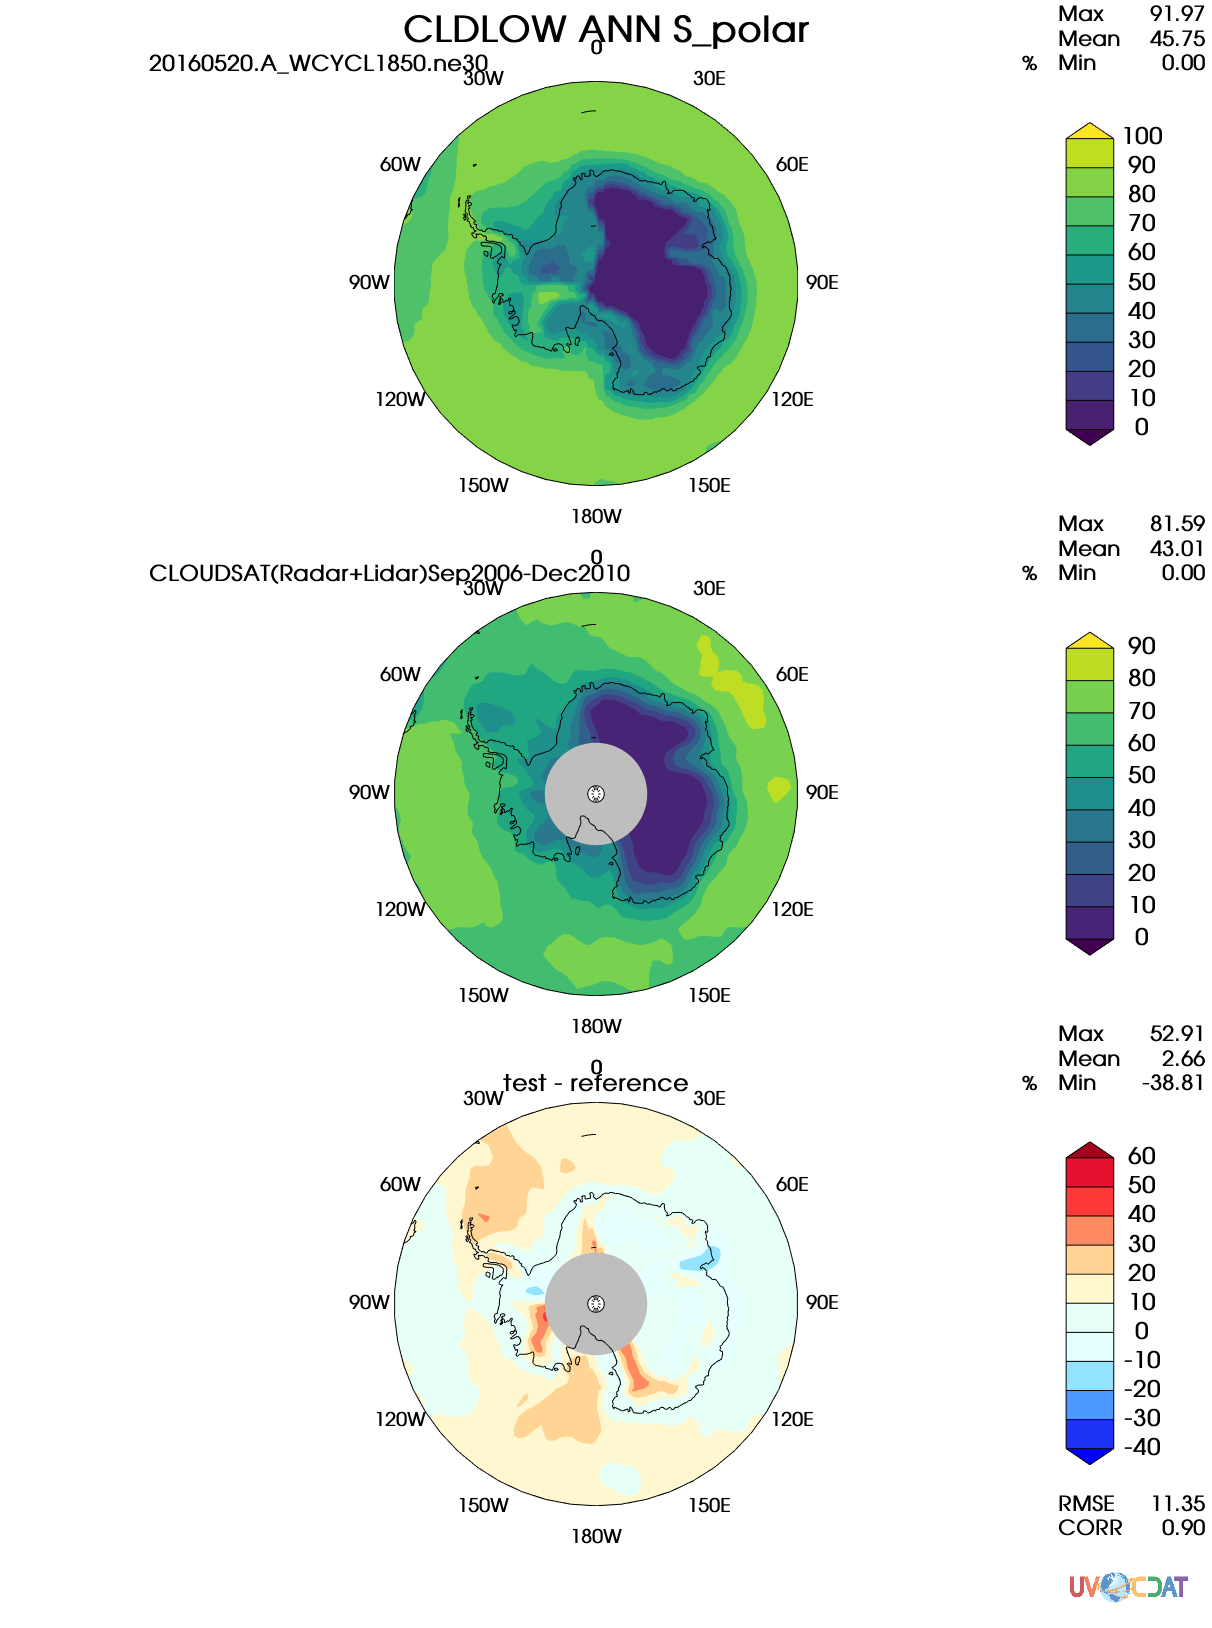 CLDLOW ANN S_polar
20160520.A_WCYCL1850.ne30
Max 91.97
Mean 45.75
% Min 0.00
0
30W 30E
60W 60E
90W 90E
120W 120E
150W 150E
180W
100
90
80
70
60
50
40
30
20
10
0
CLOUDSAT(Radar+Lidar)Sep2006-Dec2010
Max 81.59
Mean 43.01
% Min 0.00
0
30W 30E
60W 60E
90W 90E
120W 120E
150W 150E
180W
90
80
70
60
50
40
30
20
10
0
test - reference
Max 52.91
Mean 2.66
% Min -38.81
0
30W 30E
60W 60E
90W 90E
120W 120E
150W 150E
180W
60
50
40
30
20
10
0
-10
-20
-30
-40
RMSE 11.35
CORR 0.90
UV CDAT